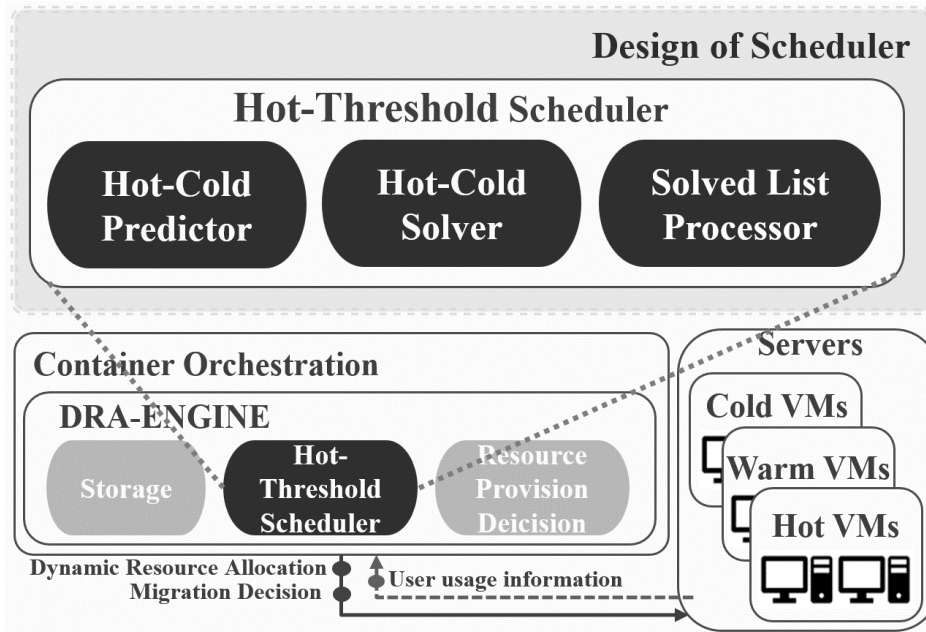 Design of Scheduler
Hot-Threshold Scheduler
Hot-Cold
Predictor
Hot-Cold
Solver
Solved List
Processor
Container Orchestration
DRA-ENGINE
Storage
Hot-
Threshold
Scheduler
Resource
Provision
Deicision
Servers
Cold VMs
Warm VMs
Hot VMs
Dynamic Resource Allocation
Migration Decision
User usage information